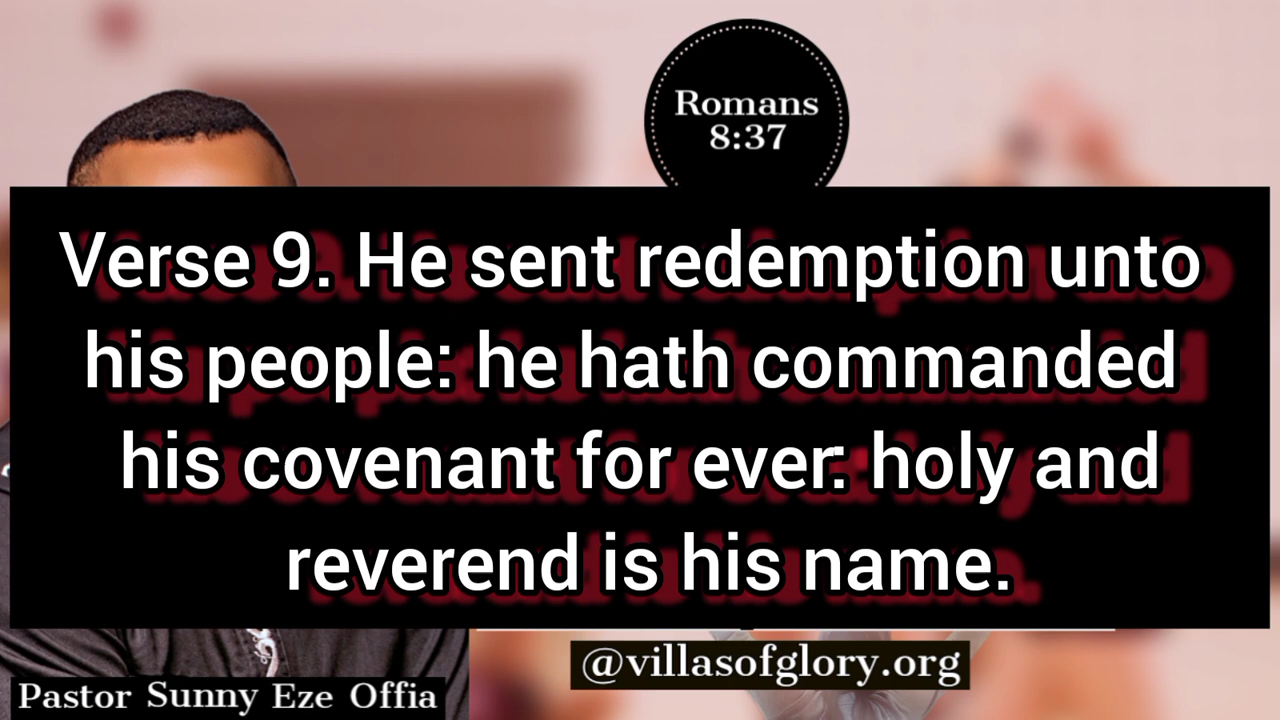 Romans
8:37
Verse 9. He sent redemption unto
his people: he hath commanded
his covenant for ever: holy and
reverend is his name.
@villasofglory.org
Pastor Sunny Eze Offia